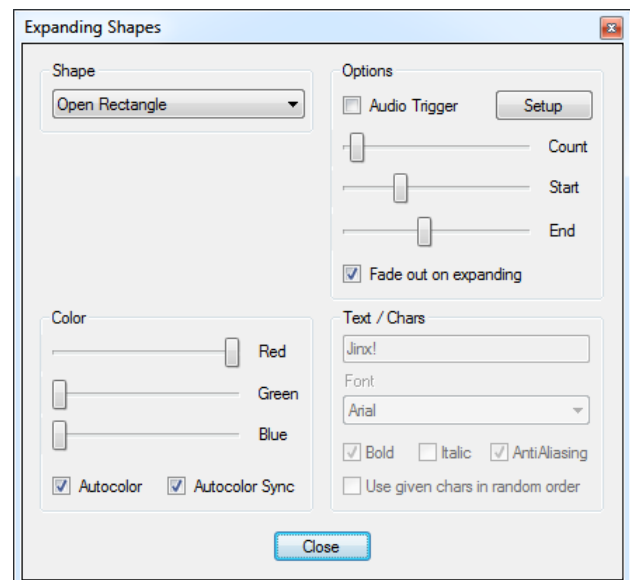 Expanding Shapes
Shape
Open Rectangle
Options
Audio Trigger
Setup
Count
Start
End
Fade out on expanding
Color
Red
Green
Blue
Autocolor
Autocolor Sync
Text / Chars
Jinx!
Font
Arial
Bold
Italic
AntiAliasing
Use given chars in random order
Close